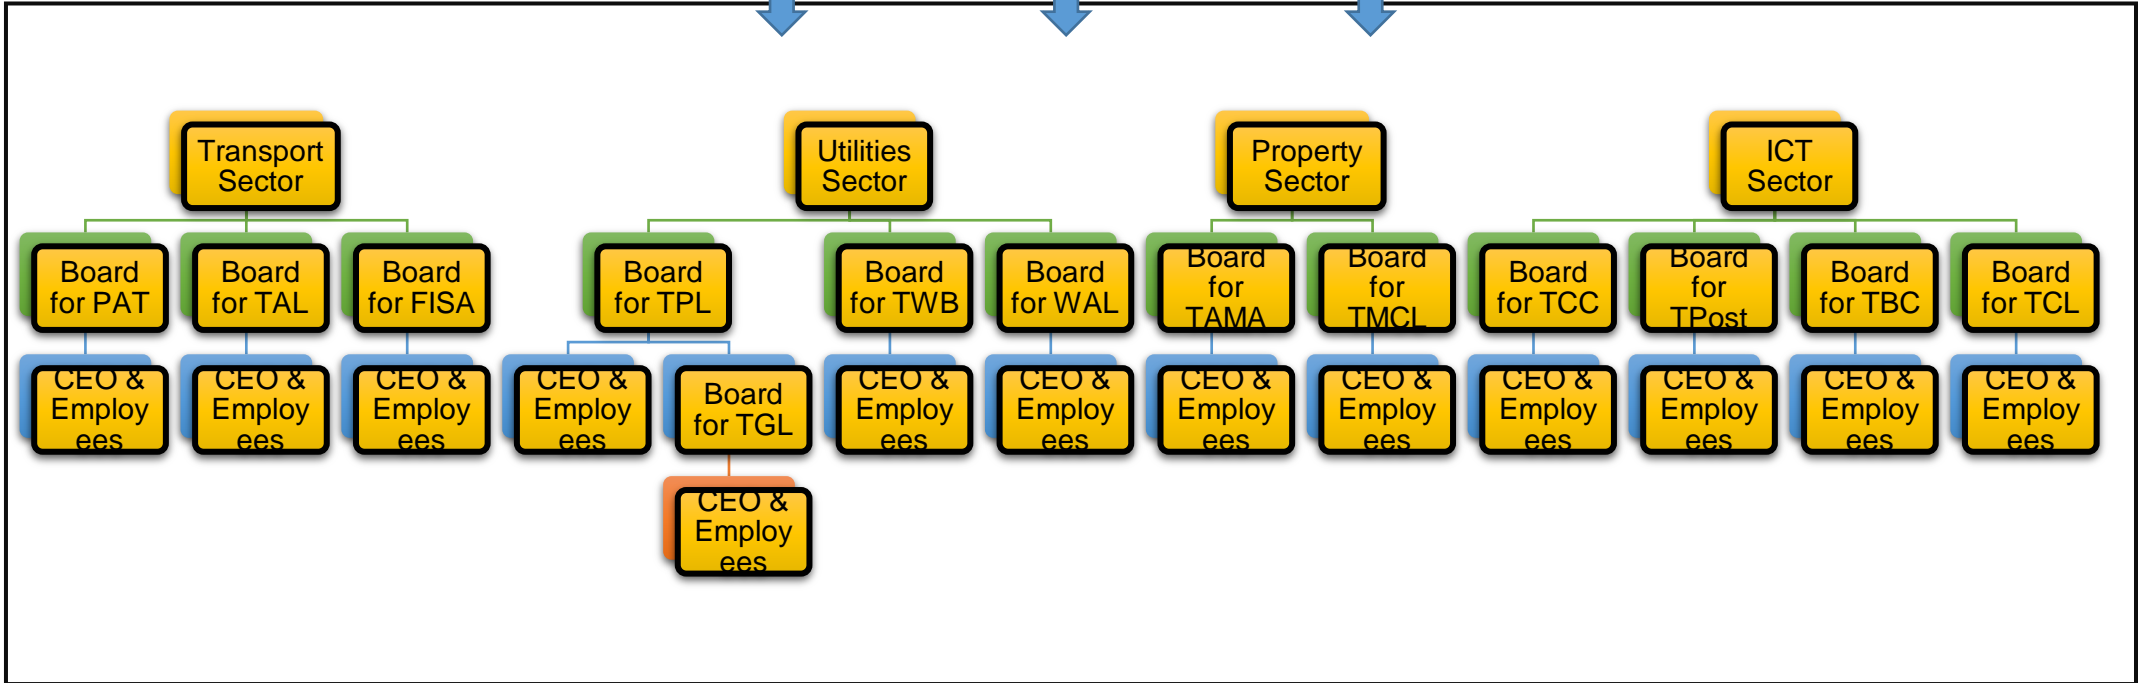 Transport
Sector
Utilities
Sector
Property
Sector
ICT
Sector
Board
for PAT
Board
for TAL
Board
for FISA
Board
for TPL
Board
for TWB
Board
for WAL
Board
for
TAMA
Board
for
TMCL
Board
for TCC
Board
for
TPost
Board
for TBC
Board
for TCL
CEO &
Employ
ees
CEO &
Employ
ees
CEO &
Employ
ees
CEO &
Employ
ees
Board
for TGL
CEO &
Employ
ees
CEO &
Employ
ees
CEO &
Employ
ees
CEO &
Employ
ees
CEO &
Employ
ees
CEO &
Employ
ees
CEO &
Employ
ees
CEO &
Employ
ees
CEO &
Employ
ees